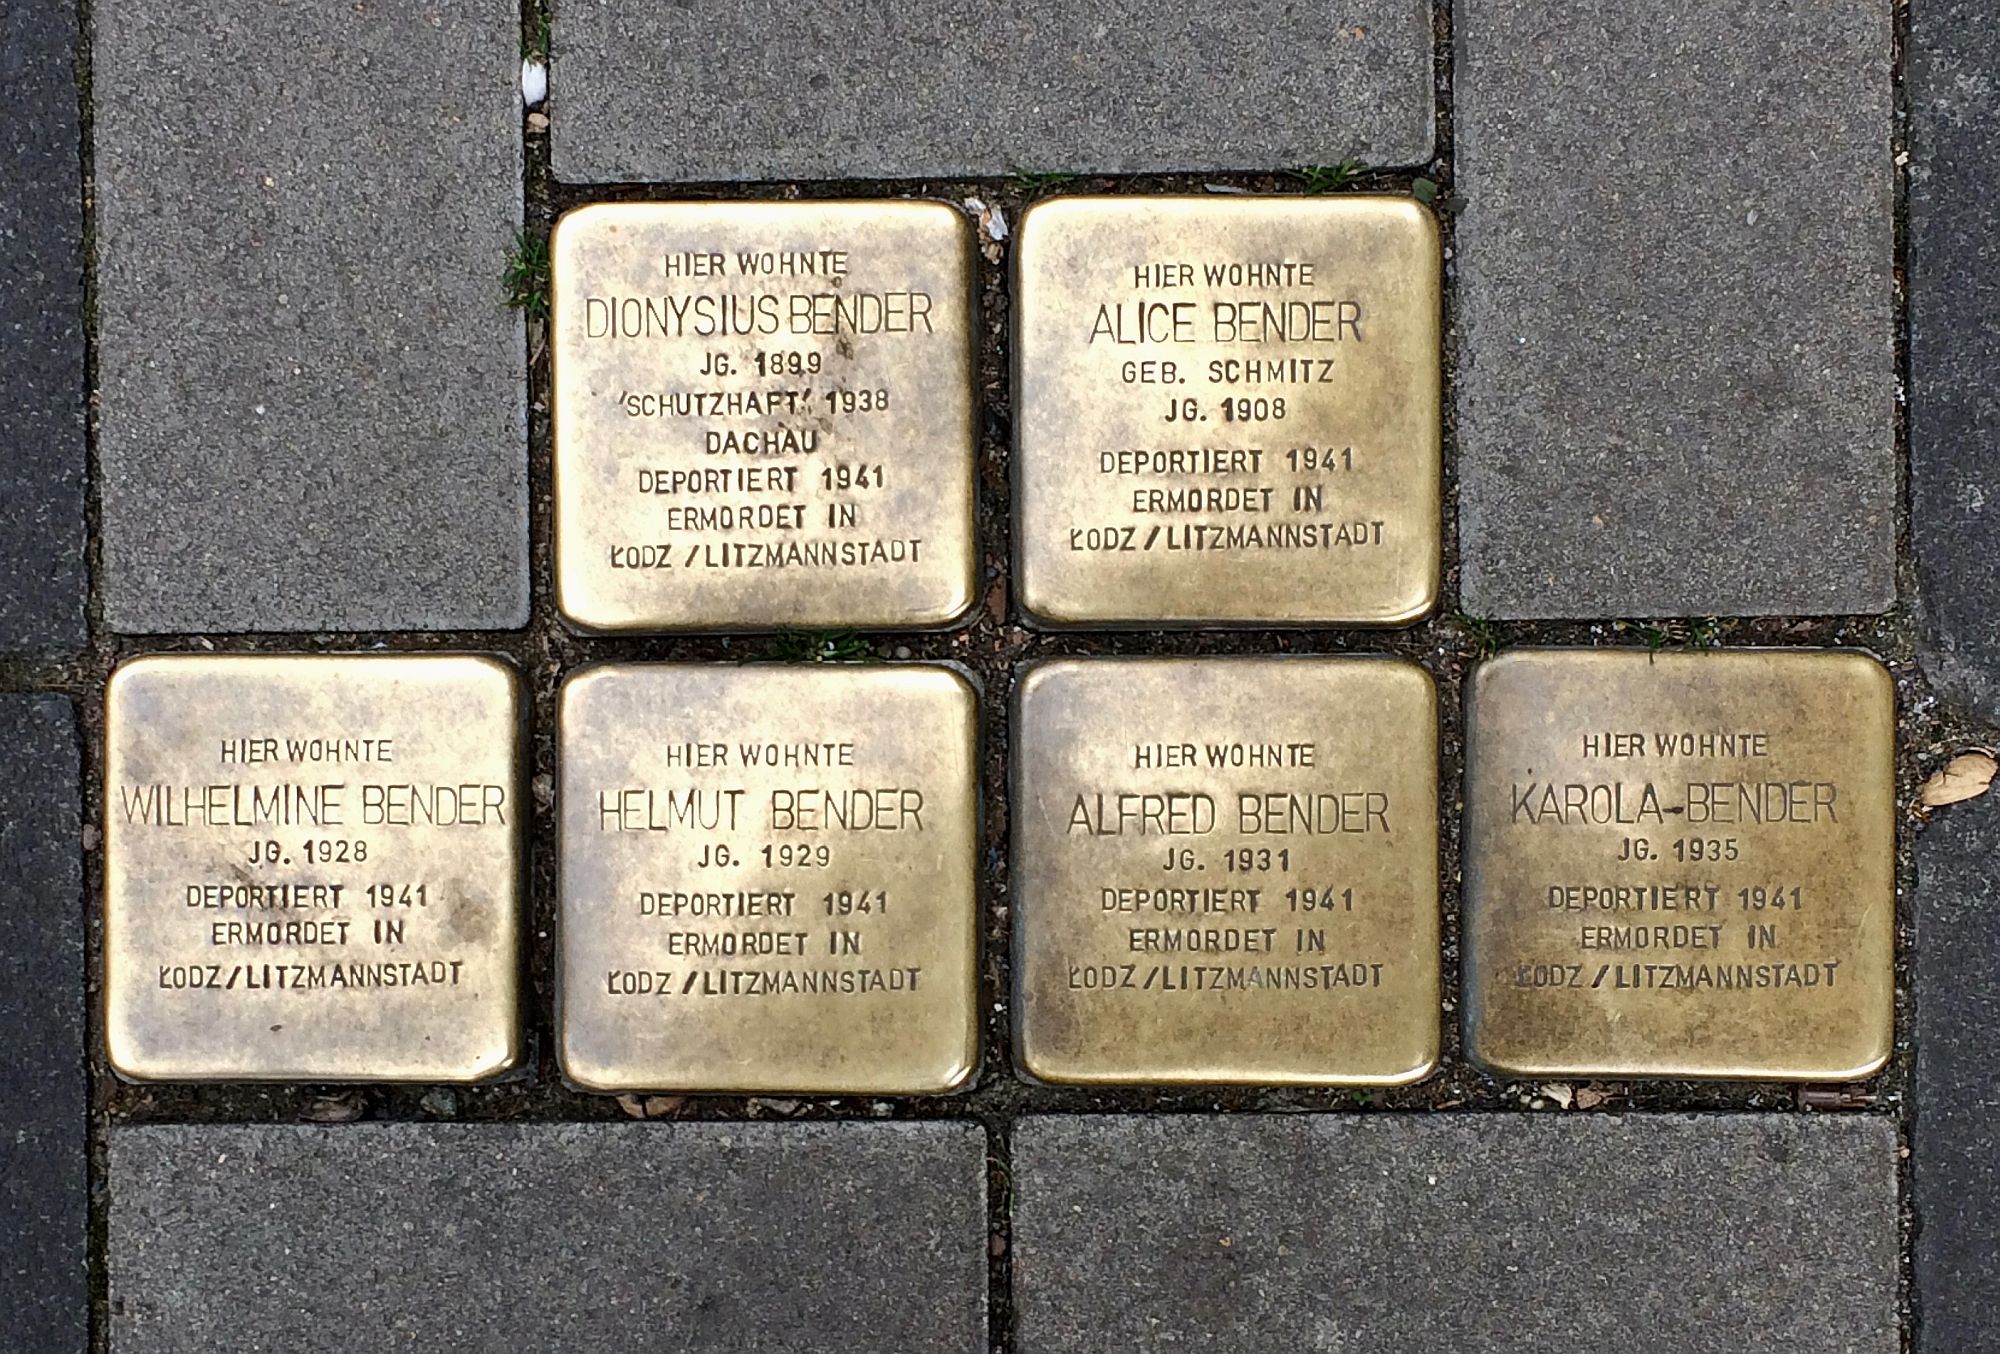 HIER WOHNTE
DIONYSIUS BENDER
JG. 1899
'SCHUTZHAFT' 1938
DACHAU
DEPORTIERT 1941
ERMORDET IN
ŁODZ/LITZMANNSTADT
HIER WOHNTE
ALICE BENDER
GEB. SCHMITZ
JG. 1908
DEPORTIERT 1941
ERMORDET IN
ŁODZ/LITZMANNSTADT
HIER WOHNTE
WILHELMINE BENDER
JG. 1928
DEPORTIERT 1941
ERMORDET IN
ŁODZ/LITZMANNSTADT
HIER WOHNTE
HELMUT BENDER
JG. 1929
DEPORTIERT 1941
ERMORDET IN
ŁODZ/LITZMANNSTADT
HIER WOHNTE
ALFRED BENDER
JG. 1931
DEPORTIERT 1941
ERMORDET IN
ŁODZ/LITZMANNSTADT
HIER WOHNTE
KAROLA-BENDER
JG. 1935
DEPORTIERT 1941
ERMORDET IN
ŁODZ/LITZMANNSTADT